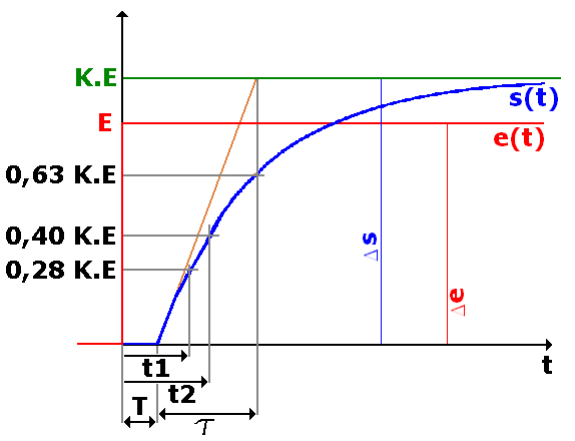 K.E
s(t)
E
e(t)
0,63 K.E
0,40 K.E
0,28 K.E
Δs
Δe
t
t1
t2
T
τ